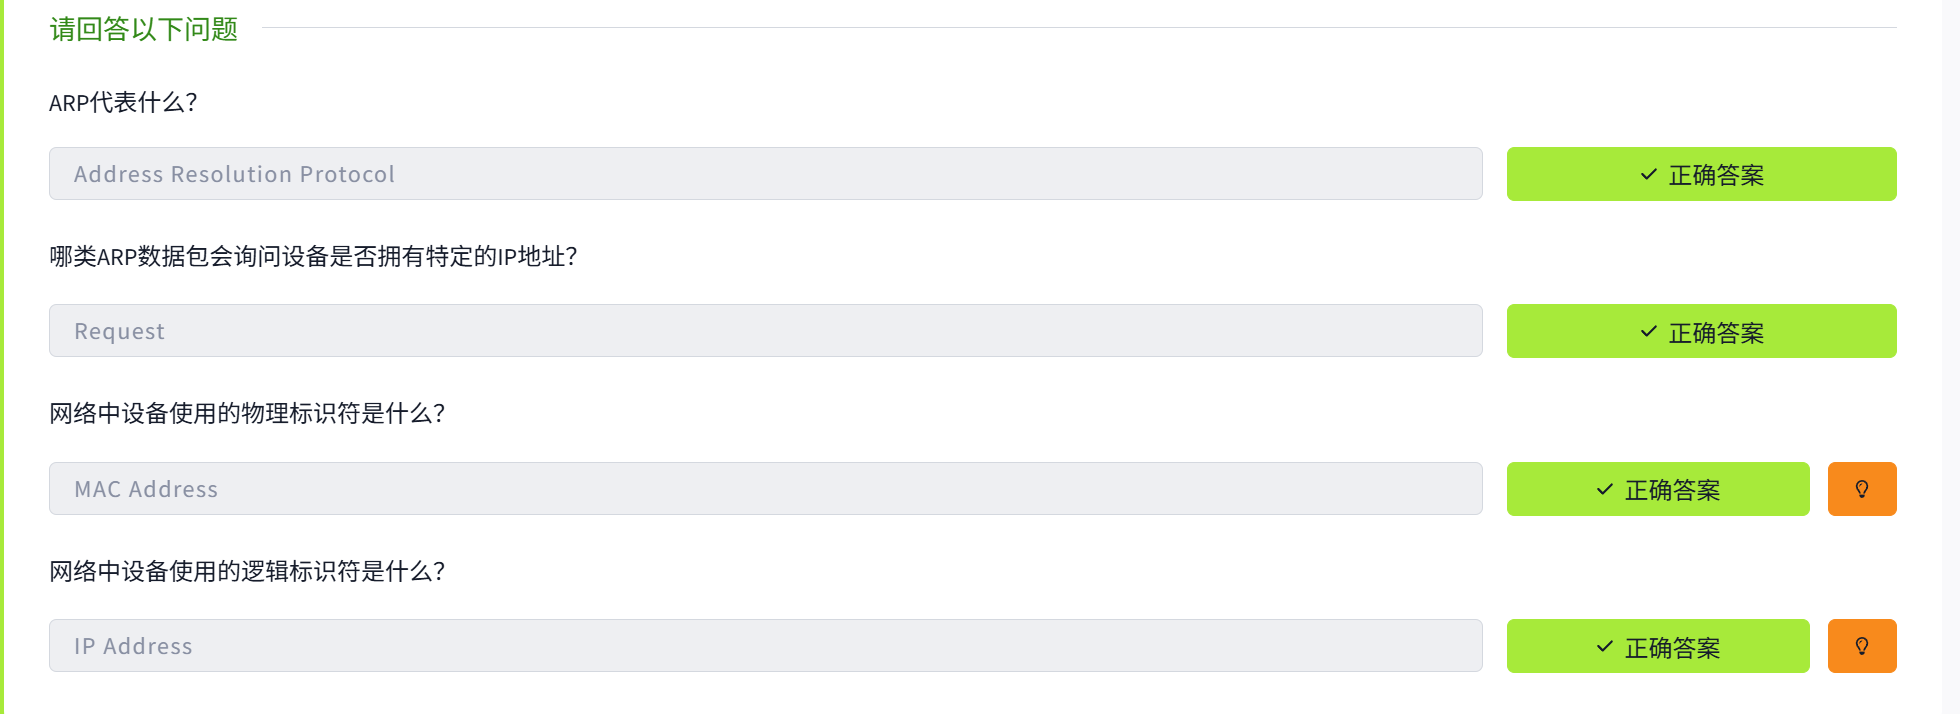 请回答以下问题
ARP代表什么？
Address Resolution Protocol
正确答案
哪类ARP数据包会询问设备是否拥有特定的IP地址？
Request
正确答案
网络中设备使用的物理标识符是什么？
MAC Address
正确答案
网络中设备使用的逻辑标识符是什么？
IP Address
正确答案